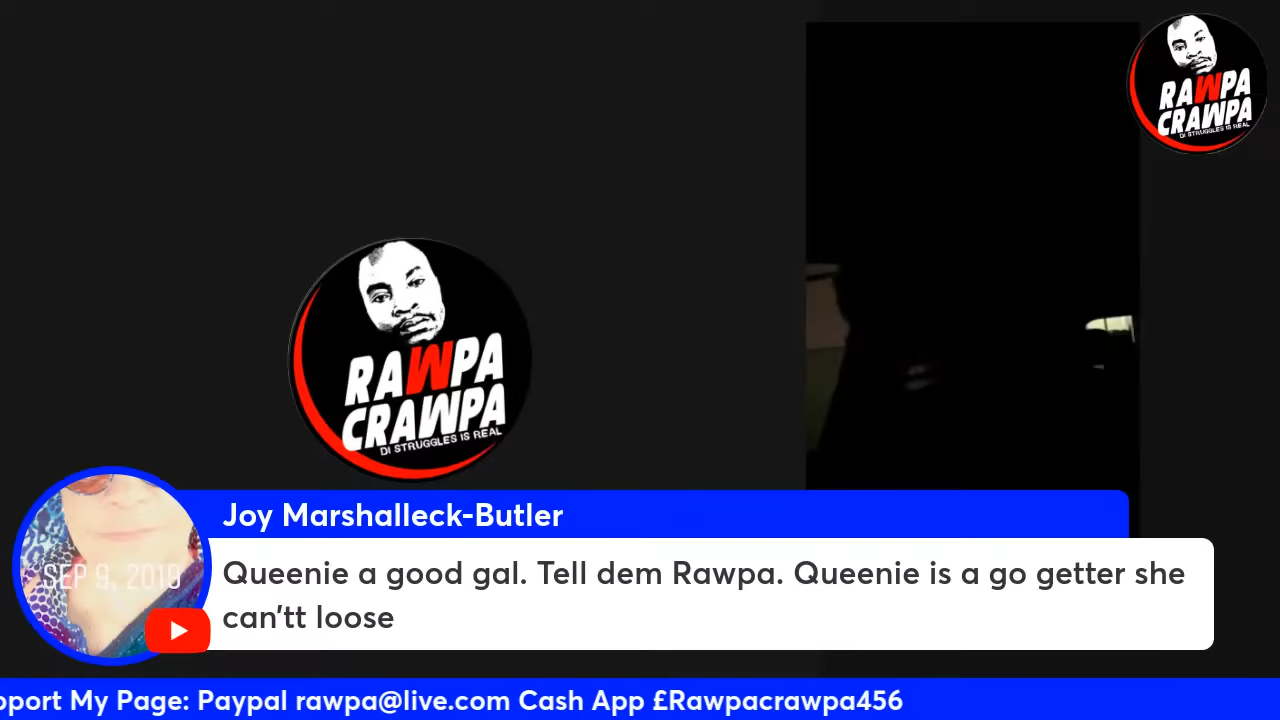 RAWPA
CRAWPA
DI STRUGGLES IS REAL
RAWPA
CRAWPA
DI STRUGGLES IS REAL
SEP 9, 2019
Joy Marshalleck-Butler
Queenie a good gal. Tell dem Rawpa. Queenie is a go getter she
can'tt loose
pport My Page: Paypal rawpa@live.com Cash App £Rawpacrawpa456